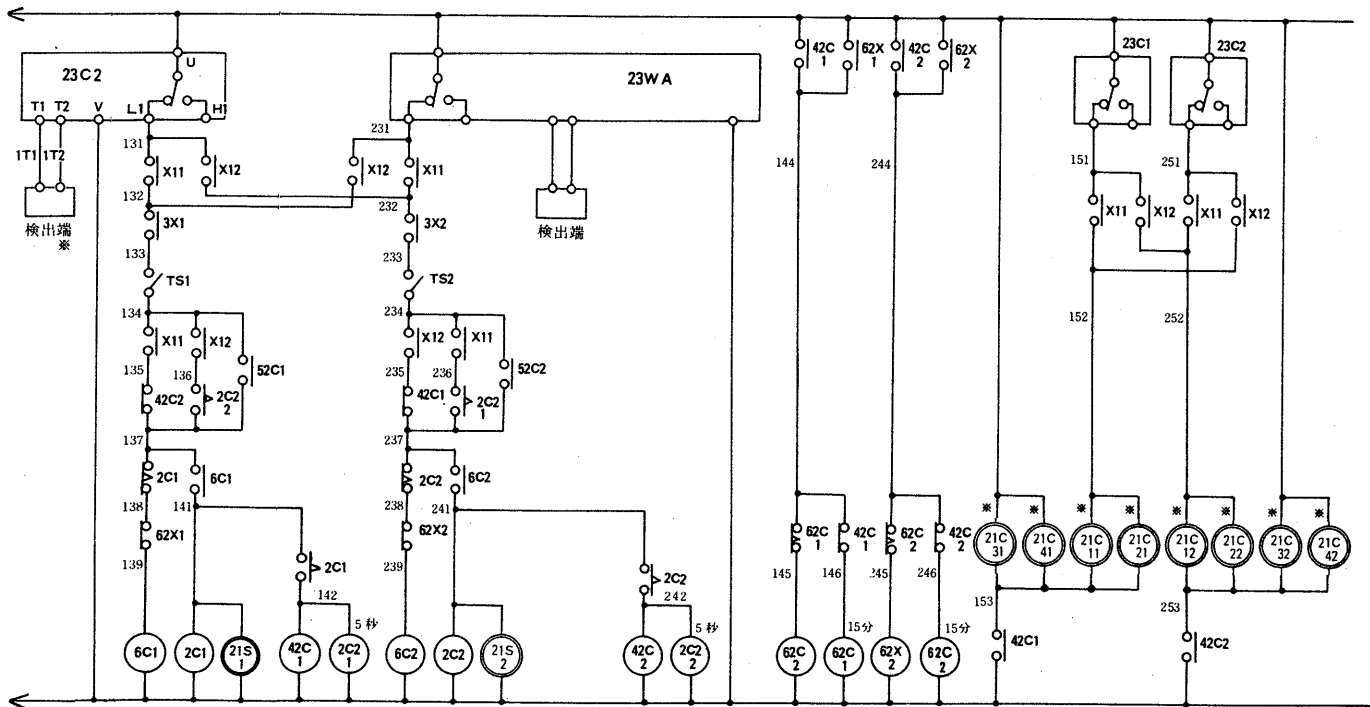 23C2
U
T1
T2
V
L1
H1
1T1
1T2
検出端
※
131
X11
X12
132
3X1
133
TS1
134
X11
X12
52C1
135
136
42C2
2C2
2
137
2C1
6C1
138
141
62X1
139
2C1
142
5秒
6C1
2C1
21S
1
42C
1
2C2
1
23WA
231
X12
X11
232
検出端
3X2
233
TS2
234
X12
X11
52C2
235
236
42C1
2C2
1
237
2C2
6C2
238
241
62X2
239
2C2
242
5秒
6C2
2C2
21S
2
42C
2
2C2
2
42C
1
62X
1
42C
2
62X
2
144
244
62C
1
42C
1
62C
2
42C
2
145
146
245
246
15分
15分
62C
2
62C
1
62X
2
62C
2
23C1
23C2
151
251
X11
X12
X11
X12
152
252
※
※
※
※
※
※
21C
31
21C
41
21C
11
21C
21
21C
12
21C
22
21C
32
21C
42
153
253
42C1
42C2